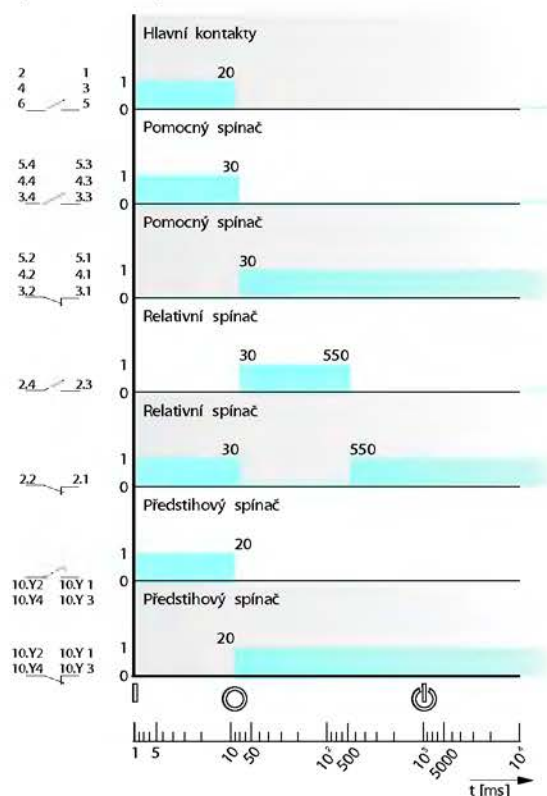 Hlavní kontakty
20
2 1
4 3
6 5
1
0
Pomocný spínač
30
5.4 5.3
4.4 4.3
3.4 3.3
1
0
Pomocný spínač
30
5.2 5.1
4.2 4.1
3.2 3.1
1
0
Relativní spínač
30 550
2.4 2.3
1
0
Relativní spínač
30 550
2.2 2.1
1
0
Předstihový spínač
20
1
0
10.Y2 10.Y 1
10.Y4 10.Y 3
Předstihový spínač
20
10.Y2 10.Y 1
10.Y4 10.Y 3
1
0
1 5 10 50 10² 500 10³ 5000 10⁴
t [ms]